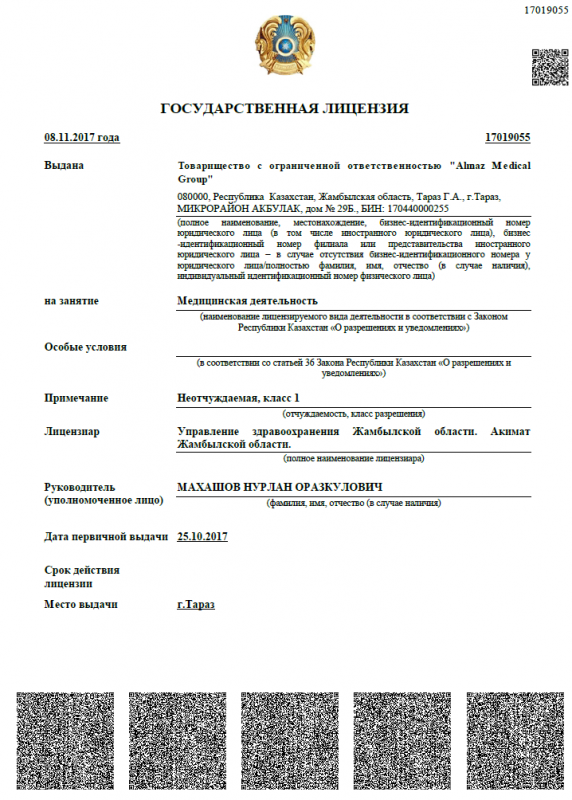 17019055
ГОСУДАРСТВЕННАЯ ЛИЦЕНЗИЯ
08.11.2017 года 17019055
Выдана Товарищество с ограниченной ответственностью "Almaz Medical
Group"
080000, Республика Казахстан, Жамбылская область, Тараз Г.А., г.Тараз,
МИКРОРАЙОН АКБУЛАК, дом № 29Б., БИН: 170440000255
(полное наименование, местонахождение, бизнес-идентификационный номер
юридического лица (в том числе иностранного юридического лица), бизнес
-идентификационный номер филиала или представительства иностранного
юридического лица – в случае отсутствия бизнес-идентификационного номера у
юридического лица/полностью фамилия, имя, отчество (в случае наличия),
индивидуальный идентификационный номер физического лица)
на занятие Медицинская деятельность
(наименование лицензируемого вида деятельности в соответствии с Законом
Республики Казахстан «О разрешениях и уведомлениях»)
Особые условия
(в соответствии со статьей 36 Закона Республики Казахстан «О разрешениях и
уведомлениях»)
Примечание Неотчуждаемая, класс 1
(отчуждаемость, класс разрешения)
Лицензиар Управление здравоохранения Жамбылской области. Акимат
Жамбылской области.
(полное наименование лицензиара)
Руководитель МАХАШОВ НУРЛАН ОРАЗКУЛОВИЧ
(уполномоченное лицо) (фамилия, имя, отчество (в случае наличия)
Дата первичной выдачи 25.10.2017
Срок действия
лицензии
Место выдачи г.Тараз